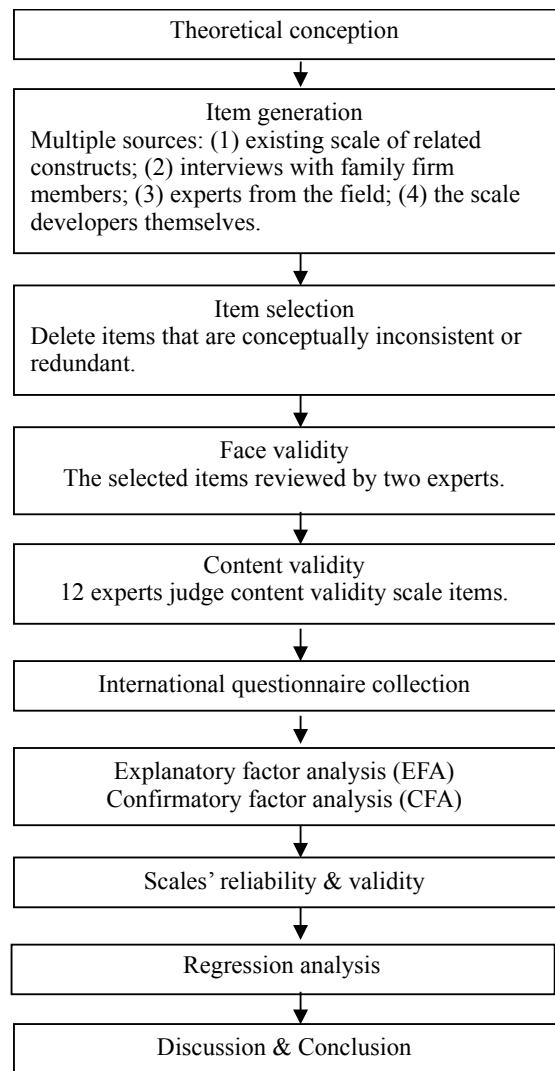 Theoretical conception
Item generation
Multiple sources: (1) existing scale of related
constructs; (2) interviews with family firm
members; (3) experts from the field; (4) the scale
developers themselves.
Item selection
Delete items that are conceptually inconsistent or
redundant.
Face validity
The selected items reviewed by two experts.
Content validity
12 experts judge content validity scale items.
International questionnaire collection
Explanatory factor analysis (EFA)
Confirmatory factor analysis (CFA)
Scales’ reliability & validity
Regression analysis
Discussion & Conclusion